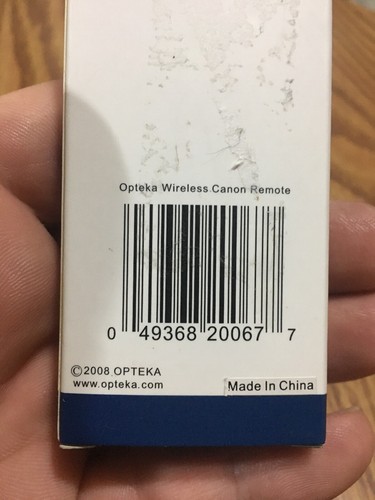 Opteka Wireless Canon Remote
0 49368 20067 7
©2008 OPTEKA
www.opteka.com
Made In China